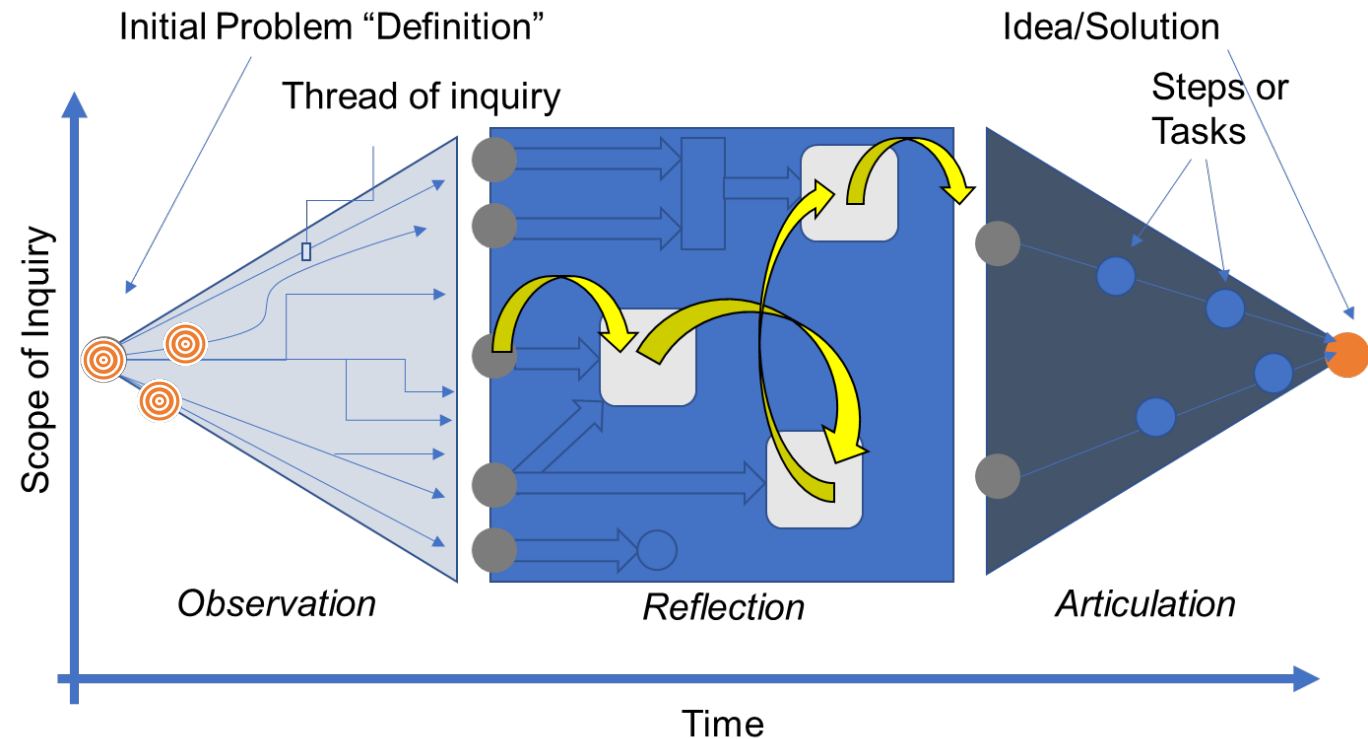 Initial Problem “Definition”
Idea/Solution
Thread of inquiry
Steps or
Tasks
Scope of Inquiry
Observation
Reflection
Articulation
Time